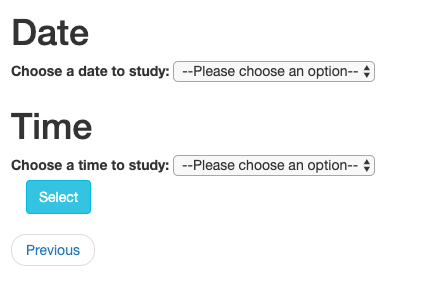 Date
Choose a date to study: --Please choose an option--
Time
Choose a time to study: --Please choose an option--
Select
Previous